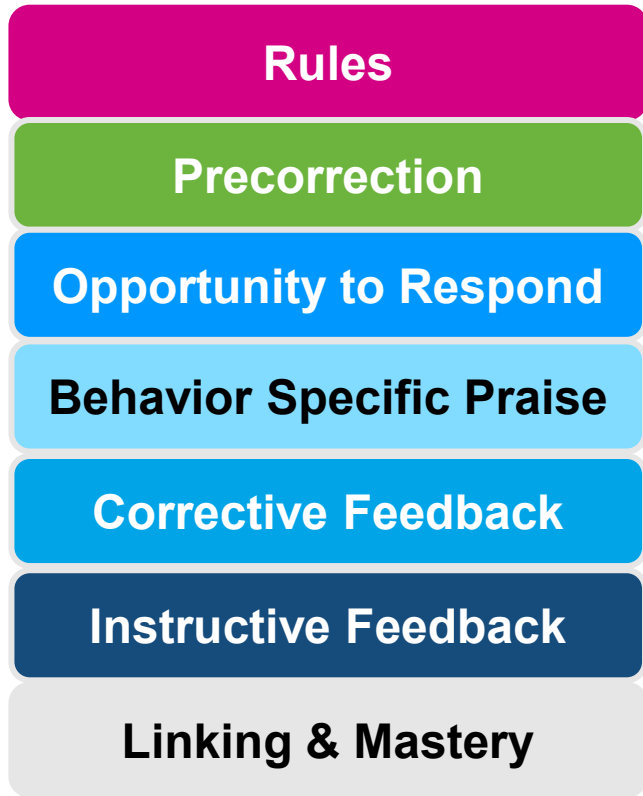 Rules
Precorrection
Opportunity to Respond
Behavior Specific Praise
Corrective Feedback
Instructive Feedback
Linking & Mastery